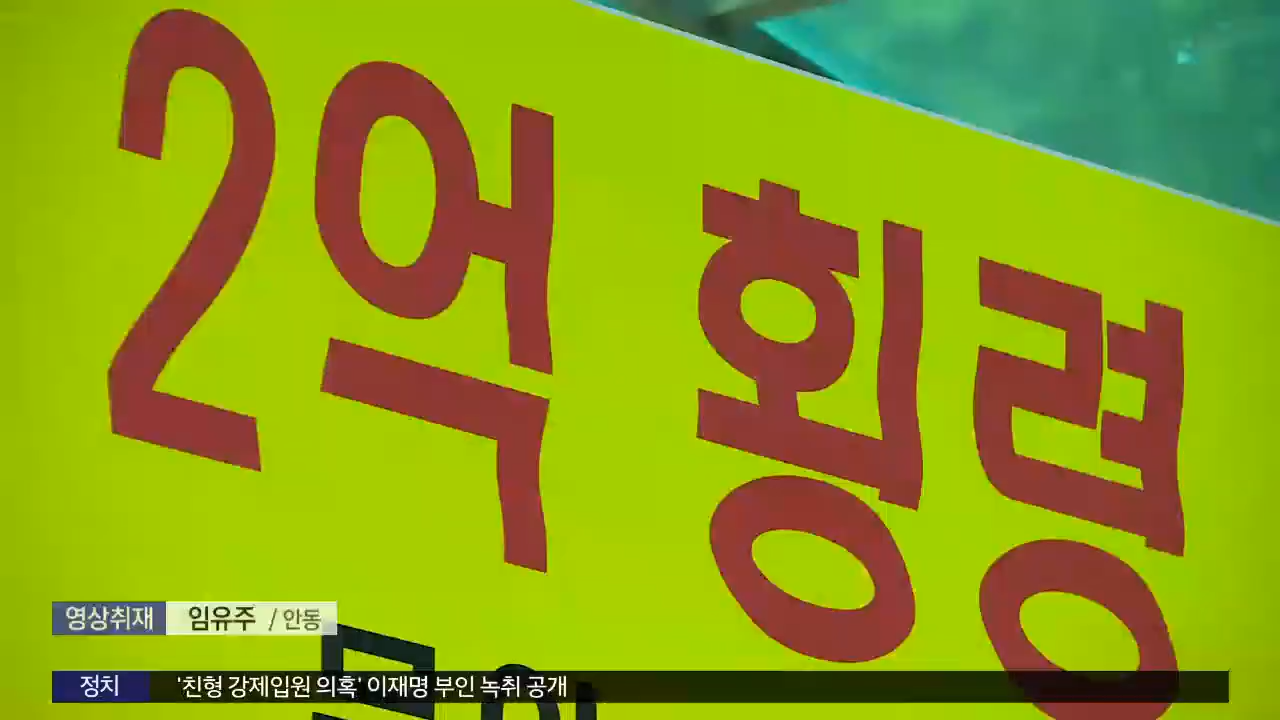 2억 횡령
영상취재 임유주 / 안동
정치 '친형 강제입원 의혹' 이재명 부인 녹취 공개